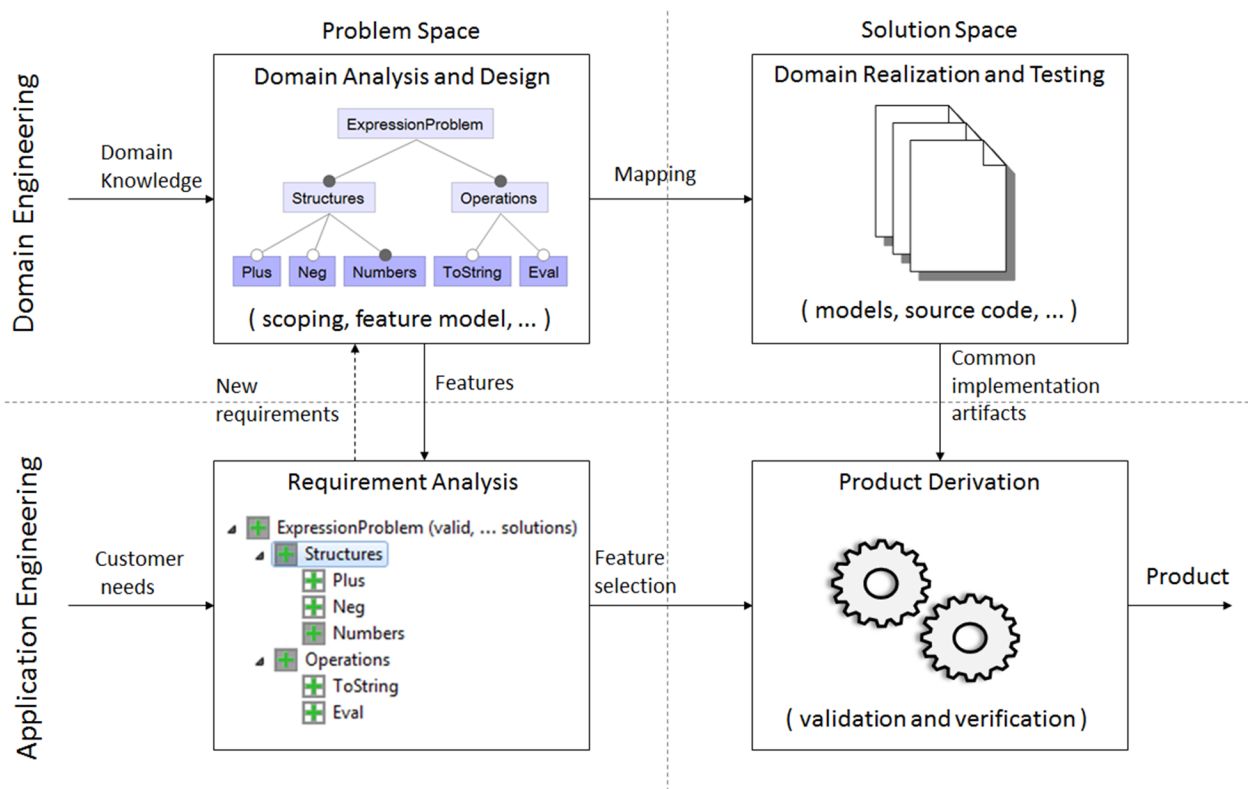 Problem Space
Solution Space
Domain Engineering
Domain
Knowledge
Domain Analysis and Design
ExpressionProblem
Structures
Operations
Plus
Neg
Numbers
ToString
Eval
( scoping, feature model, ... )
Mapping
Domain Realization and Testing
( models, source code, ... )
New
requirements
Features
Common
implementation
artifacts
Application Engineering
Customer
needs
Requirement Analysis
ExpressionProblem (valid, ... solutions)
Structures
Plus
Neg
Numbers
Operations
ToString
Eval
Feature
selection
Product Derivation
( validation and verification )
Product